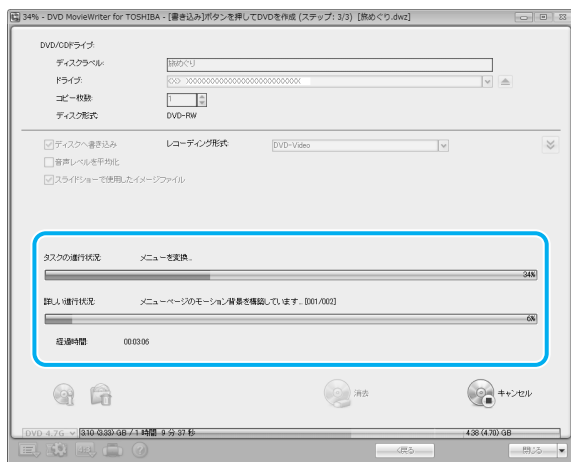 34% - DVD MovieWriter for TOSHIBA - [書き込み]ボタンを押してDVDを作成 (ステップ: 3/3) [旅めぐり.dwz]
DVD/CDドライブ:
ディスクラベル: 旅めぐり
ドライブ:
コピー枚数: 1
ディスク形式: DVD-RW
ディスクへ書き込み レコーディング形式: DVD-Video
音声レベルを平均化
スライドショーで使用したイメージファイル
タスクの進行状況: メニューを変換...
34%
詳しい進行状況: メニューページのモーション背景を構築しています... [001/002]
6%
経過時間: 00:03:06
消去 キャンセル
DVD 4.7G 3.10 (3.33) GB / 1 時間 9 分 37 秒 4.38 (4.70) GB
<戻る 閉じる